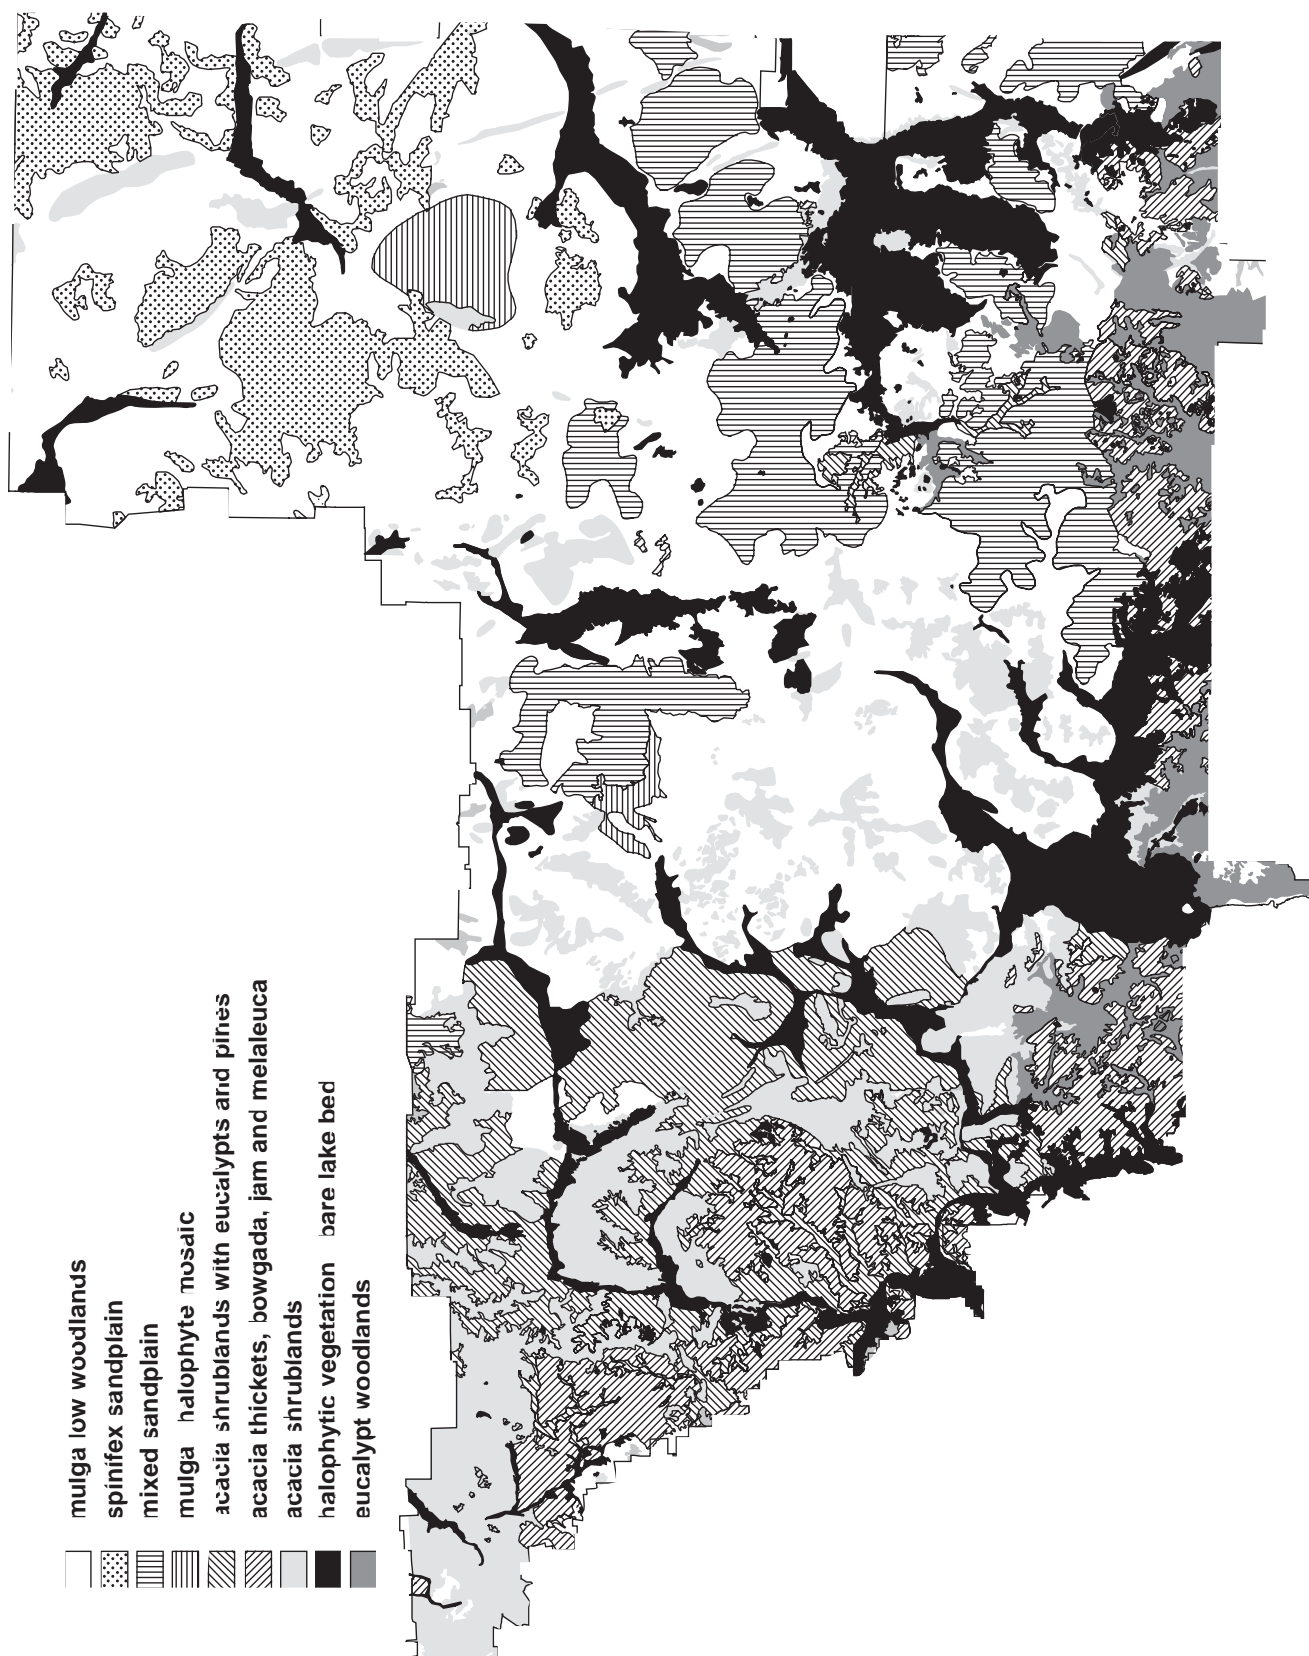 mulga low woodlands
spinifex sandplain
mixed sandplain
mulga halophyte mosaic
acacia shrublands with eucalypts and pines
acacia thickets, bowgada, jam and melaleuca
acacia shrublands
halophytic vegetation bare lake bed
eucalypt woodlands